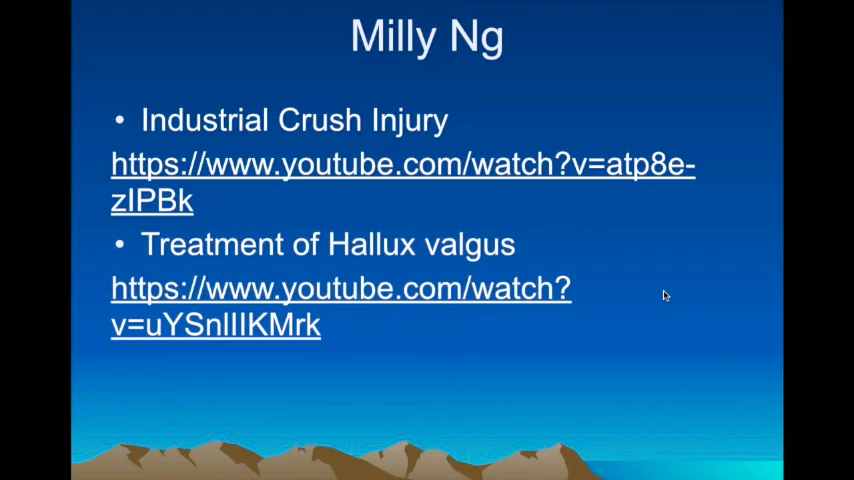 Milly Ng
• Industrial Crush Injury
https://www.youtube.com/watch?v=atp8e-
zIPBk
• Treatment of Hallux valgus
https://www.youtube.com/watch?
v=uYSnlIIKMrk